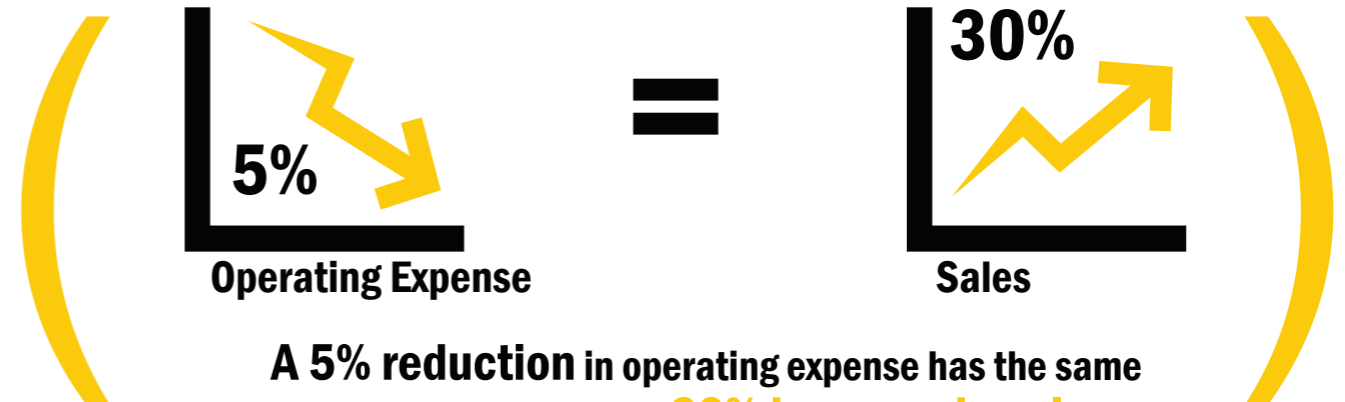 30%
5%
=
Operating Expense
Sales
A 5% reduction in operating expense has the same